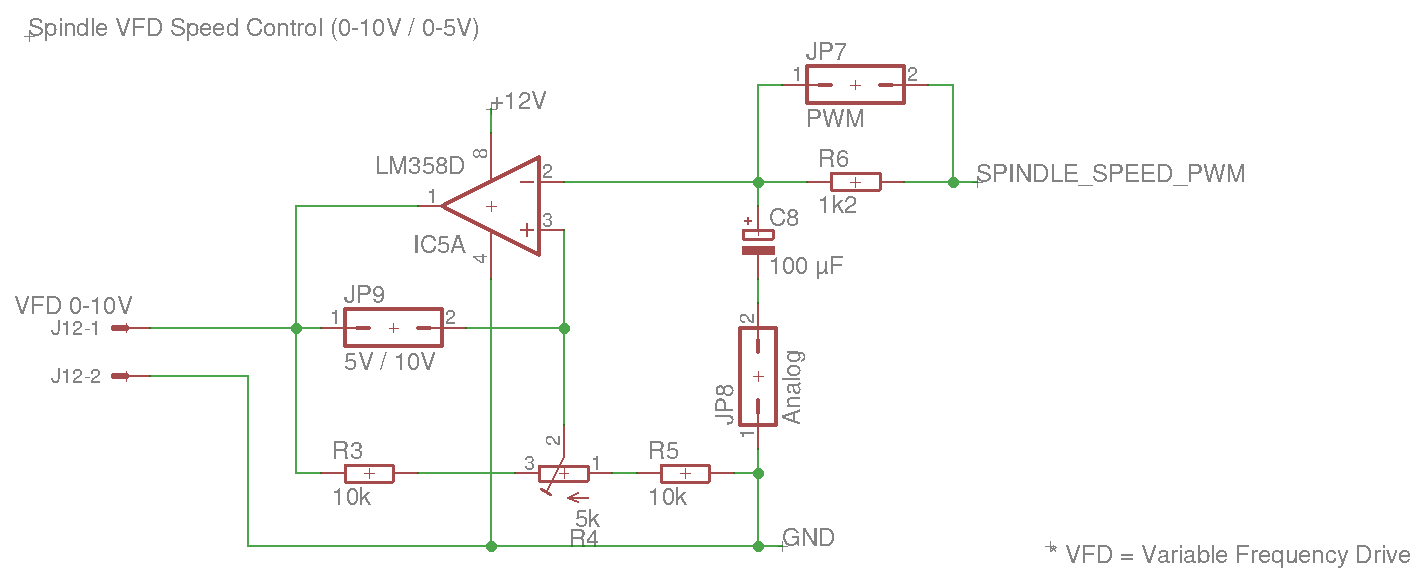 Spindle VFD Speed Control (0-10V / 0-5V)
JP7
1 2
PWM
+12V
LM358D
8
2
1
3
IC5A
4
R6
1k2
SPINDLE_SPEED_PWM
C8
+
100 µF
VFD 0-10V
J12-1
J12-2
JP9
1 2
5V / 10V
2
JP8
Analog
1
R3
10k
2
3 1
5k
R4
R5
10k
GND
* VFD = Variable Frequency Drive